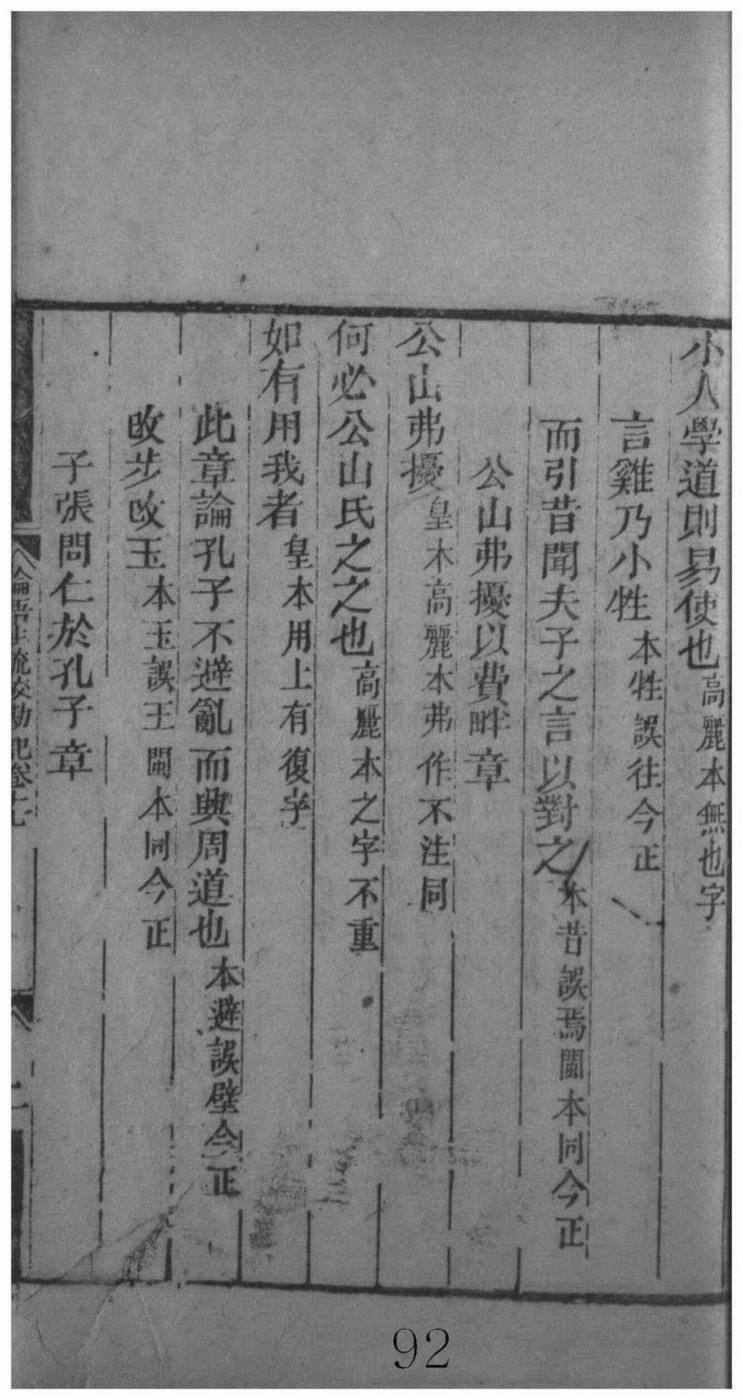 小人學道則易使也高麗本無也字
言雞乃小牲本牲誤往今正
而引昔聞夫子之言以對之本昔誤焉閩本同今正
公山弗擾以費畔章
公山弗擾皇本高麗本弗作不注同
何必公山氏之之也高麗本之字不重
如有用我者皇本用上有復字
此章論孔子不避亂而興周道也本避誤壁今正
改步改玉本玉誤王閩本同今正
子張問仁於孔子章
論語注疏校勘記卷十七
92